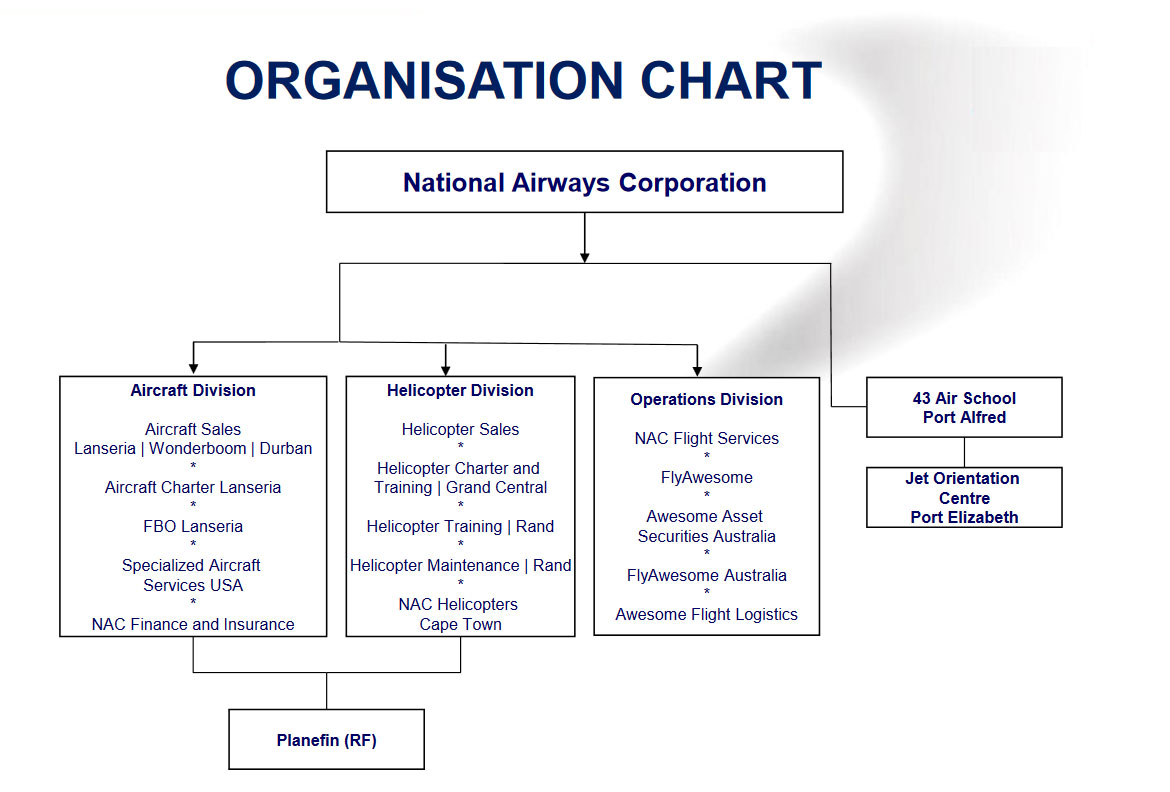 ORGANISATION CHART
National Airways Corporation
Aircraft Division
Aircraft Sales
Lanseria | Wonderboom | Durban
*
Aircraft Charter Lanseria
*
FBO Lanseria
*
Specialized Aircraft
Services USA
*
NAC Finance and Insurance
Helicopter Division
Helicopter Sales
*
Helicopter Charter and
Training | Grand Central
*
Helicopter Training | Rand
*
Helicopter Maintenance | Rand
*
NAC Helicopters
Cape Town
Operations Division
NAC Flight Services
*
FlyAwesome
*
Awesome Asset
Securities Australia
*
FlyAwesome Australia
*
Awesome Flight Logistics
43 Air School
Port Alfred
Jet Orientation
Centre
Port Elizabeth
Planefin (RF)